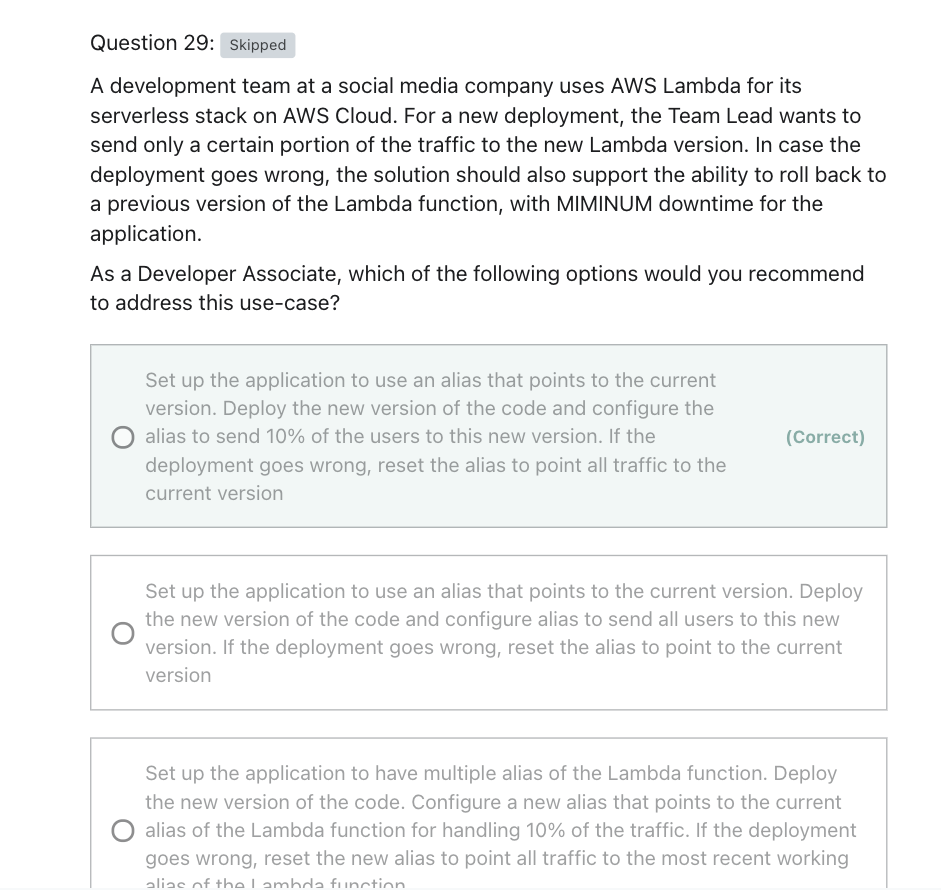 Question 29: Skipped
A development team at a social media company uses AWS Lambda for its
serverless stack on AWS Cloud. For a new deployment, the Team Lead wants to
send only a certain portion of the traffic to the new Lambda version. In case the
deployment goes wrong, the solution should also support the ability to roll back to
a previous version of the Lambda function, with MIMINUM downtime for the
application.
As a Developer Associate, which of the following options would you recommend
to address this use-case?
Set up the application to use an alias that points to the current
version. Deploy the new version of the code and configure the
alias to send 10% of the users to this new version. If the
deployment goes wrong, reset the alias to point all traffic to the
current version
(Correct)
Set up the application to use an alias that points to the current version. Deploy
the new version of the code and configure alias to send all users to this new
version. If the deployment goes wrong, reset the alias to point to the current
version
Set up the application to have multiple alias of the Lambda function. Deploy
the new version of the code. Configure a new alias that points to the current
alias of the Lambda function for handling 10% of the traffic. If the deployment
goes wrong, reset the new alias to point all traffic to the most recent working
alias of the Lambda function